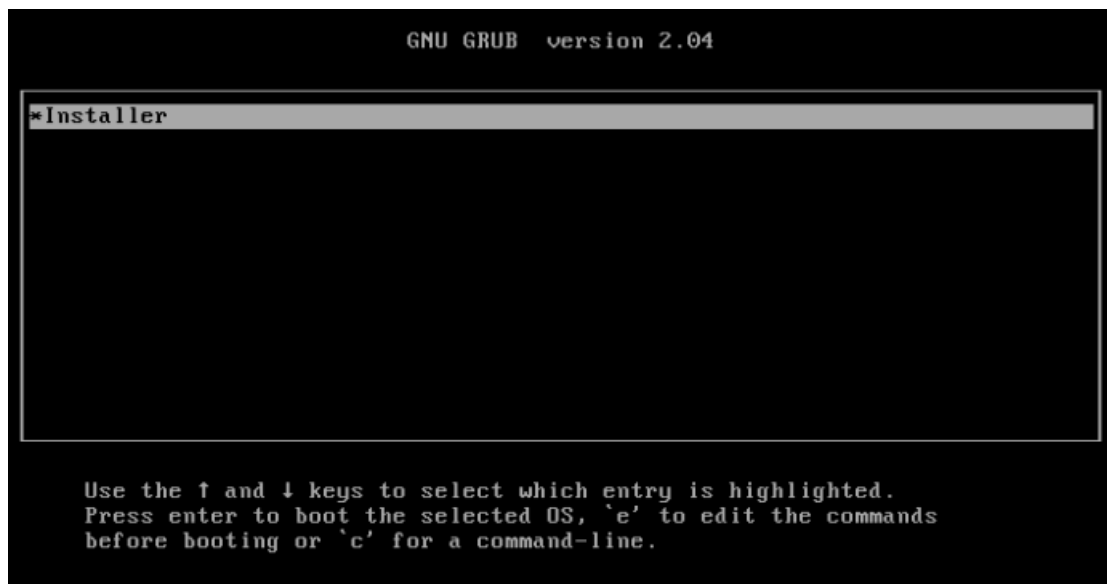 GNU GRUB version 2.04
*Installer
Use the ↑ and ↓ keys to select which entry is highlighted.
Press enter to boot the selected OS, `e' to edit the commands
before booting or `c' for a command-line.